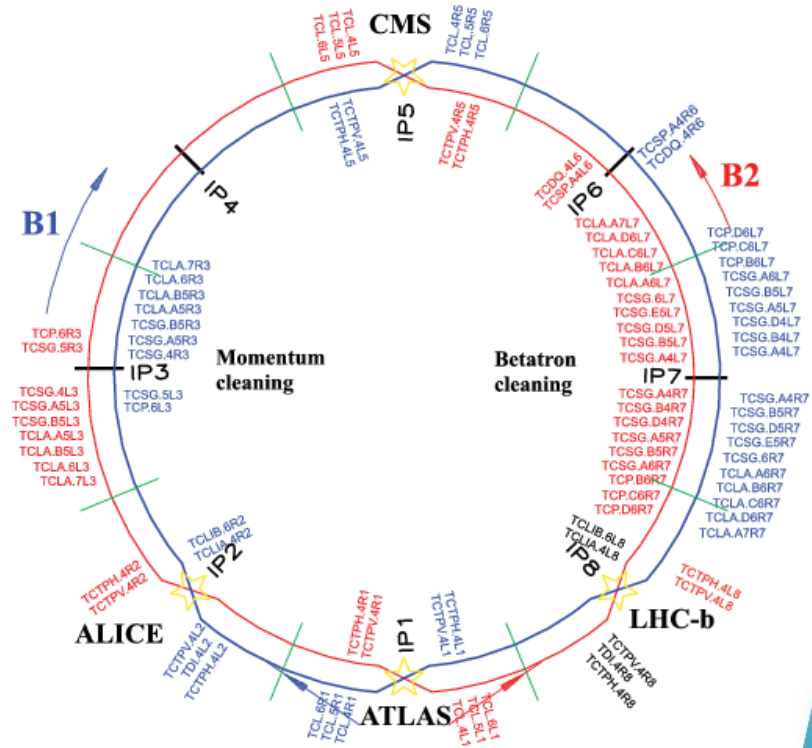 CMS
TCL.4L5
TCL.5L5
TCL.6L5
TCL.4R5
TCL.5R5
TCL.6R5
TCTPV.4L5
TCTPH.4L5
IP5
TCTPV.4R5
TCTPH.4R5
TCSP.A4R6
TCDQ.4R6
TCDQ.4L6
TCSP.A4L6
IP6
IP4
B1
B2
TCP.D6L7
TCP.C6L7
TCP.B6L7
TCSG.A6L7
TCSG.B5L7
TCSG.A5L7
TCSG.D4L7
TCSG.B4L7
TCSG.A4L7
TCLA.A7L7
TCLA.D6L7
TCLA.C6L7
TCLA.B6L7
TCLA.A6L7
TCSG.6L7
TCSG.E5L7
TCSG.D5L7
TCSG.B5L7
TCSG.A4L7
TCLA.7R3
TCLA.6R3
TCLA.B5R3
TCLA.A5R3
TCSG.B5R3
TCSG.A5R3
TCSG.4R3
TCP.6R3
TCSG.5R3
IP3
Momentum
cleaning
Betatron
cleaning
IP7
TCSG.5L3
TCP.6L3
TCSG.4L3
TCSG.A5L3
TCSG.B5L3
TCLA.A5L3
TCLA.B5L3
TCLA.6L3
TCLA.7L3
TCSG.A4R7
TCSG.B4R7
TCSG.D4R7
TCSG.A5R7
TCSG.B5R7
TCSG.A6R7
TCP.B6R7
TCP.C6R7
TCP.D6R7
TCSG.A4R7
TCSG.B5R7
TCSG.D5R7
TCSG.E5R7
TCSG.6R7
TCLA.A6R7
TCLA.B6R7
TCLA.C6R7
TCLA.D6R7
TCLA.A7R7
TCLIB.6R2
TCLIA.4R2
IP2
TCLIB.6L8
TCLIA.4L8
IP8
TCTPH.4R2
TCTPV.4R2
ALICE
TCTPV.4L2
TDI.4L2
TCTPH.4L2
TCTPH.4R1
TCTPV.4R1
IP1
TCTPH.4L1
TCTPV.4L1
TCTPH.4L8
TCTPV.4L8
LHC-b
TCTPV.4R8
TDI.4R8
TCTPH.4R8
TCL.6R1
TCL.5R1
TCL.4R1
ATLAS
TCL.6L1
TCL.5L1
TCL.4L1